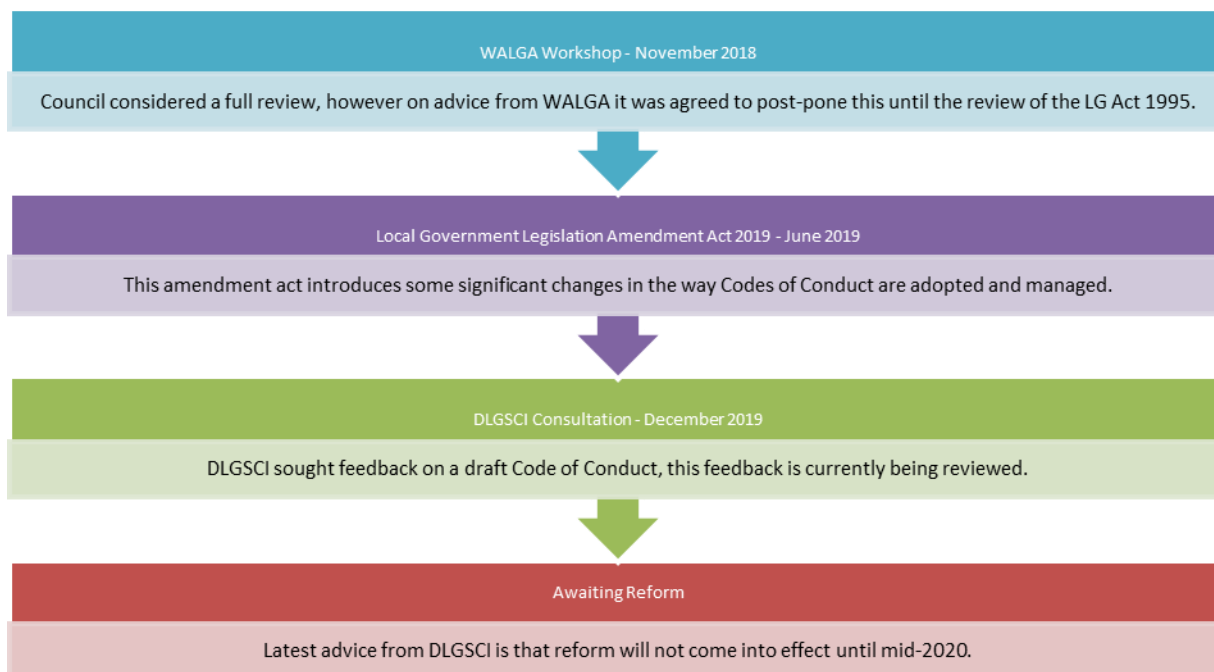 WALGA Workshop - November 2018
Council considered a full review, however on advice from WALGA it was agreed to post-pone this until the review of the LG Act 1995.
Local Government Legislation Amendment Act 2019 - June 2019
This amendment act introduces some significant changes in the way Codes of Conduct are adopted and managed.
DLGSCI Consultation - December 2019
DLGSCI sought feedback on a draft Code of Conduct, this feedback is currently being reviewed.
Awaiting Reform
Latest advice from DLGSCI is that reform will not come into effect until mid-2020.